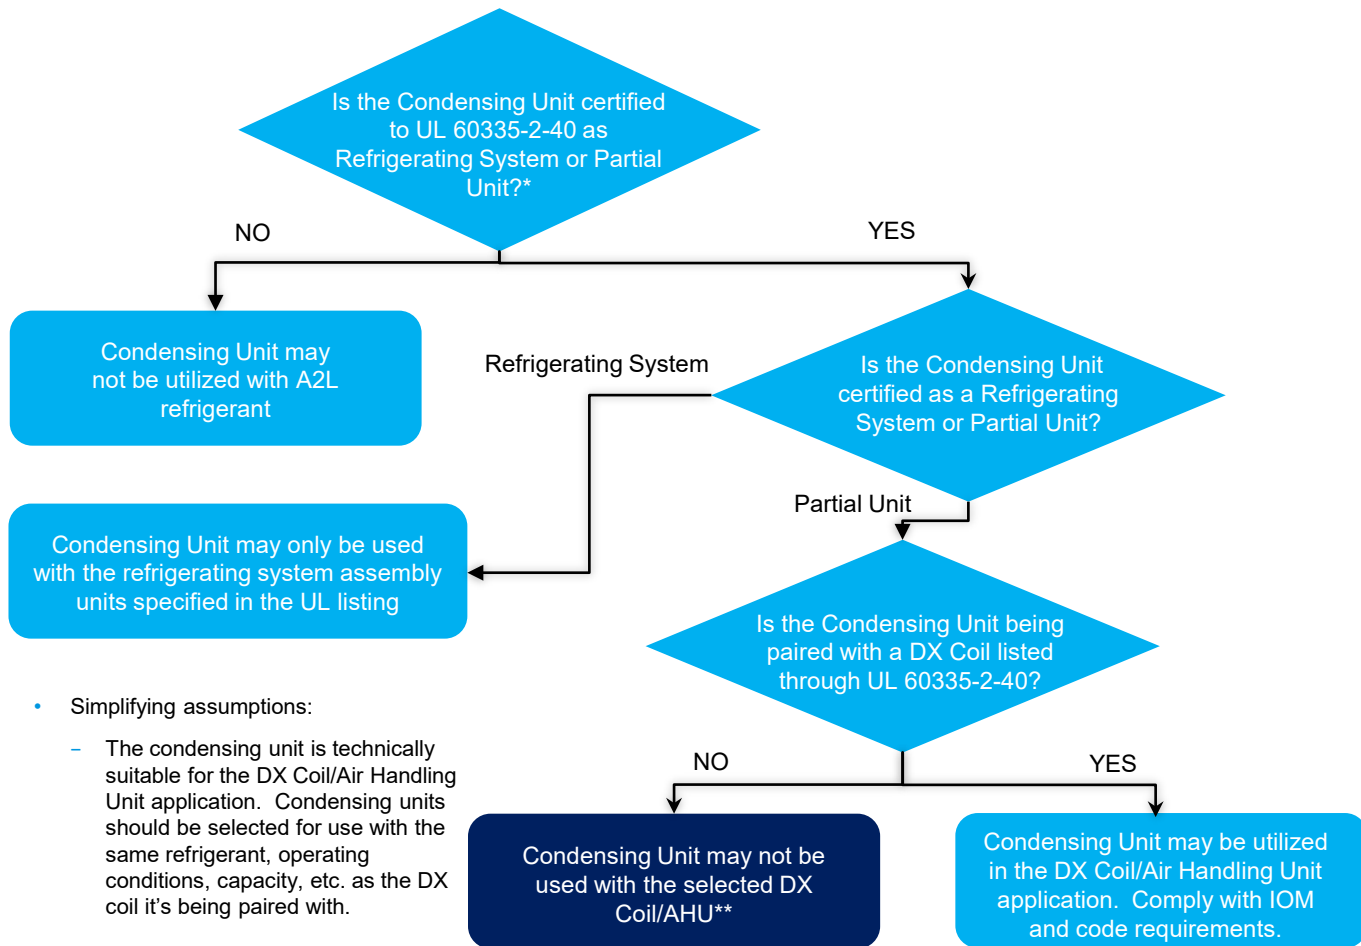 Is the Condensing Unit certified
to UL 60335-2-40 as
Refrigerating System or Partial
Unit?*
NO
YES
Condensing Unit may
not be utilized with A2L
refrigerant
Refrigerating System
Is the Condensing Unit
certified as a Refrigerating
System or Partial Unit?
Partial Unit
Condensing Unit may only be used
with the refrigerating system assembly
units specified in the UL listing
Is the Condensing Unit being
paired with a DX Coil listed
through UL 60335-2-40?
• Simplifying assumptions:
– The condensing unit is technically
suitable for the DX Coil/Air Handling
Unit application.  Condensing units
should be selected for use with the
same refrigerant, operating
conditions, capacity, etc. as the DX
coil it’s being paired with.
NO
YES
Condensing Unit may not be
used with the selected DX
Coil/AHU**
Condensing Unit may be utilized
in the DX Coil/Air Handling Unit
application.  Comply with IOM
and code requirements.